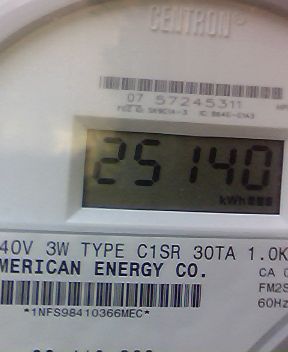 CENTRON
07 57245311
25140
kWh
40V 3W TYPE C1SR 30TA 1.0K
MERICAN ENERGY CO.
CA 0
FM2S
60Hz
*1NFS98410366MEC*